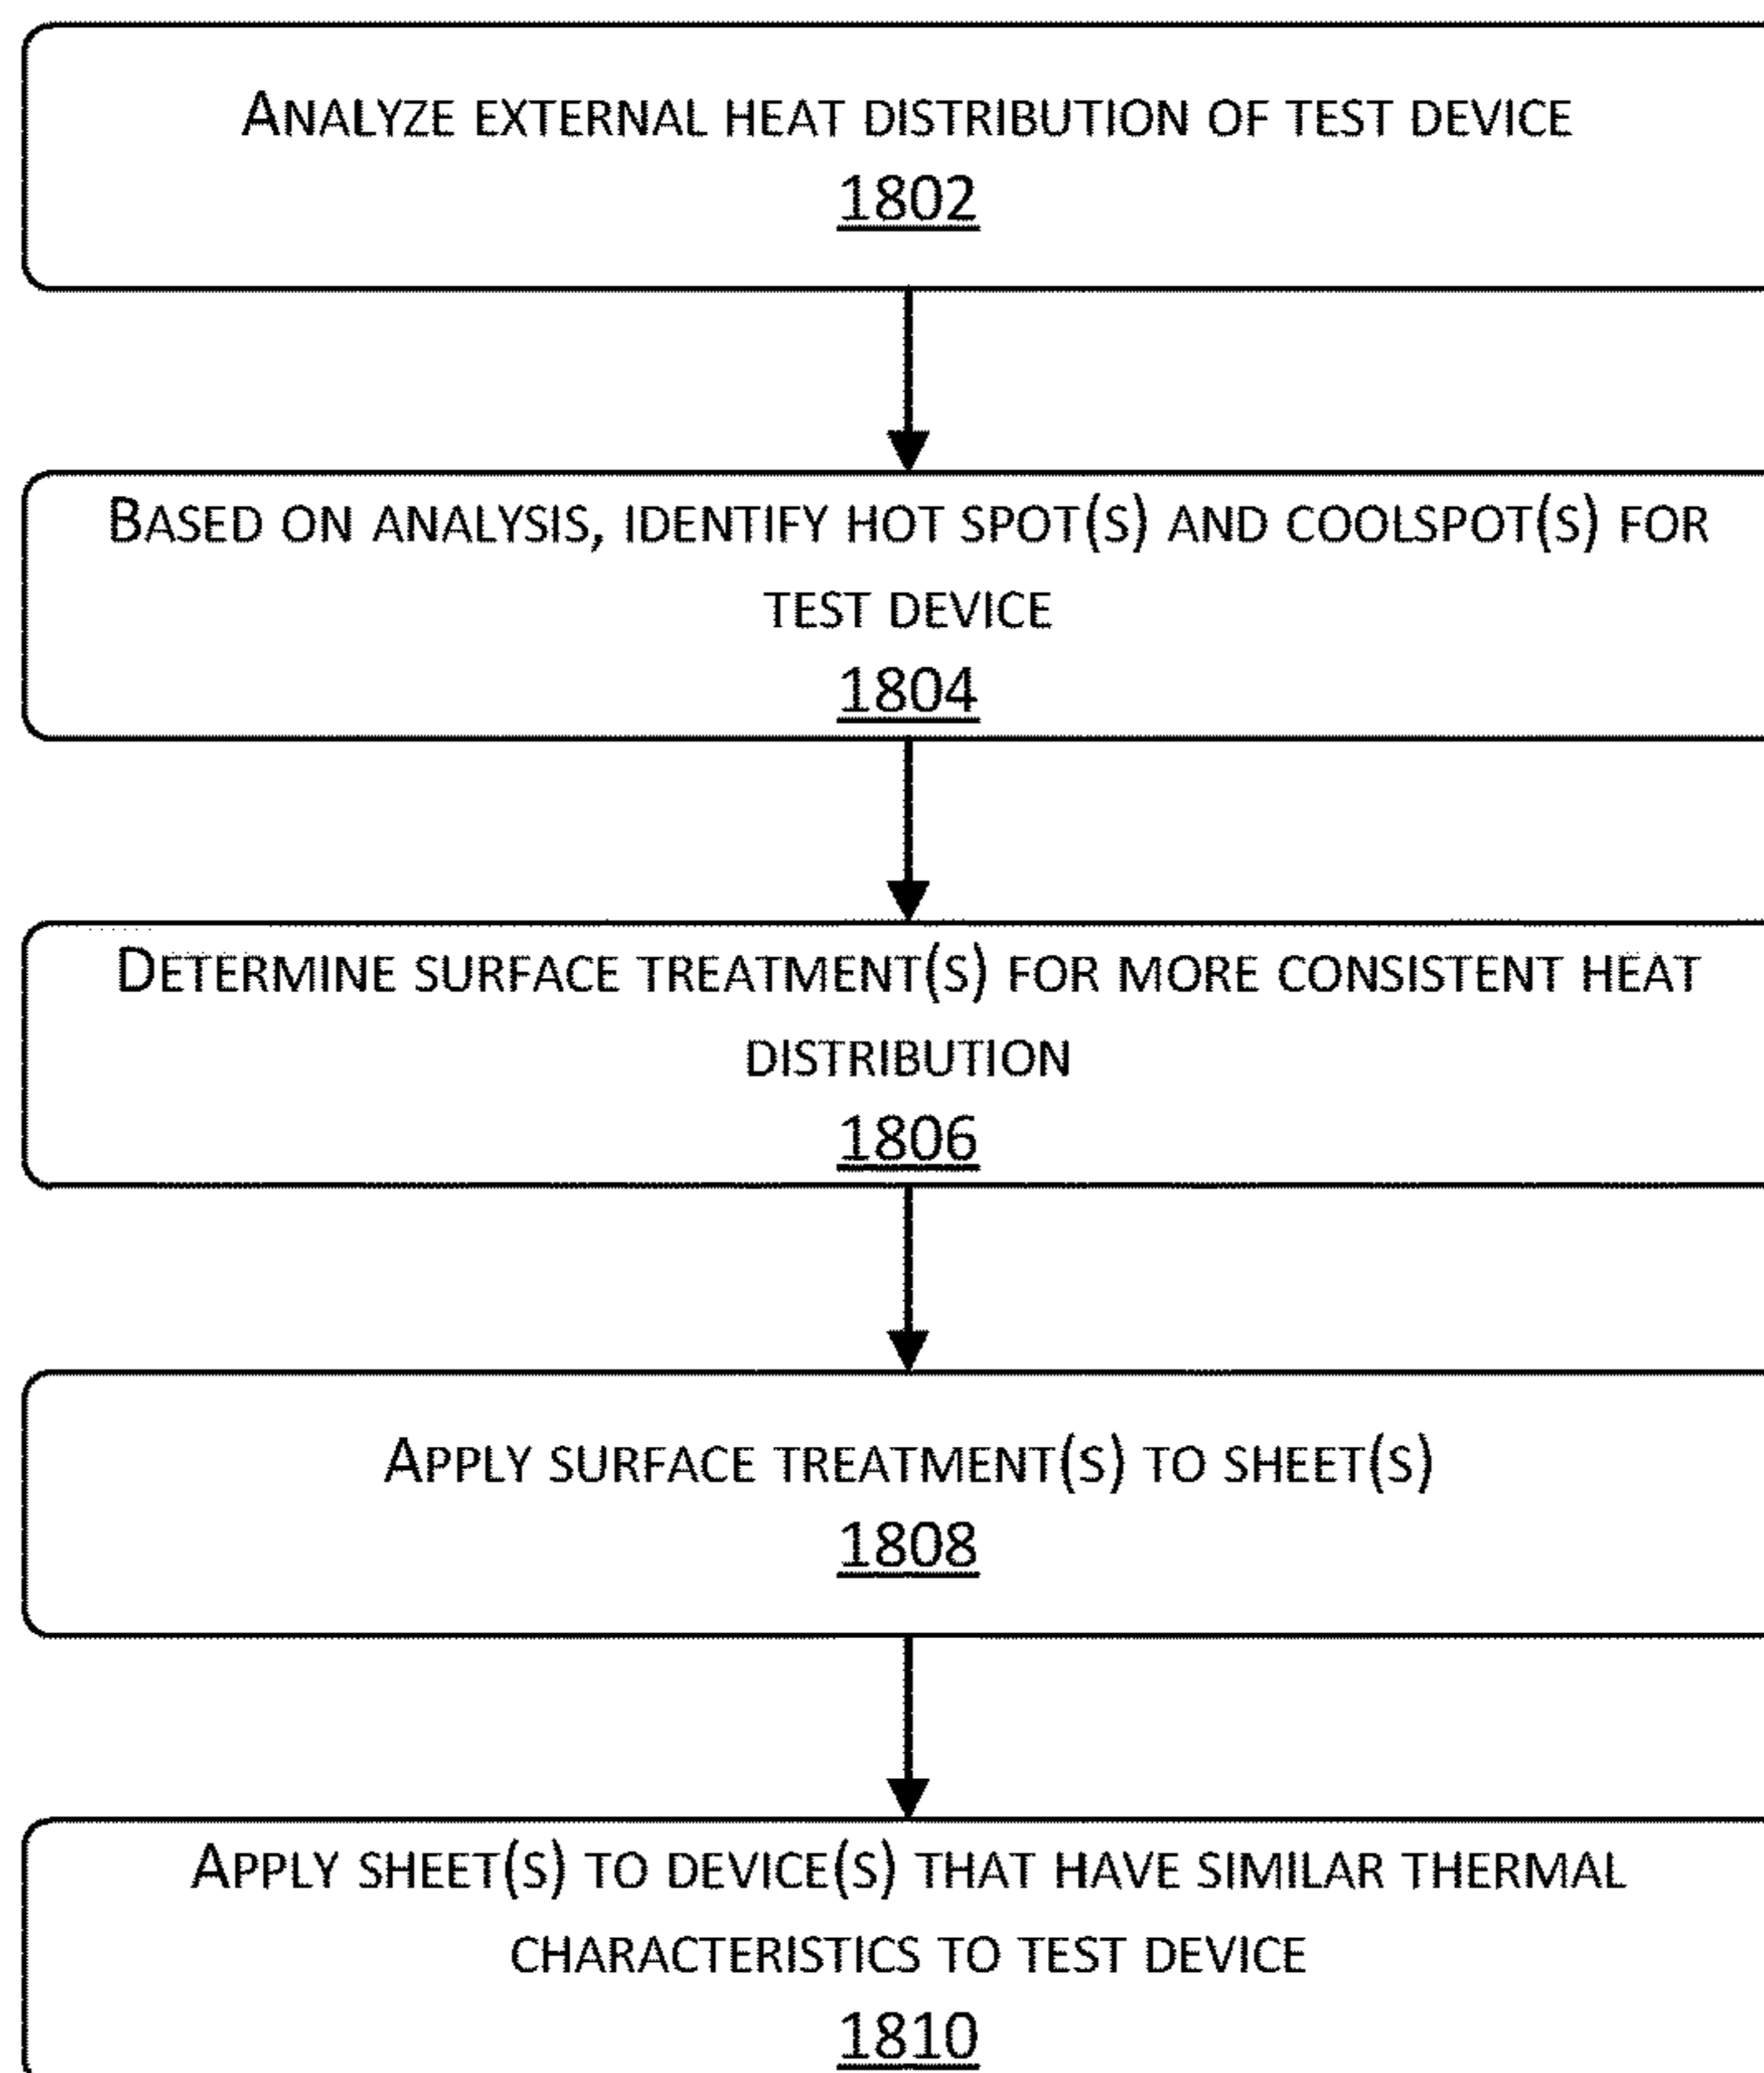 ANALYZE EXTERNAL HEAT DISTRIBUTION OF TEST DEVICE
1802
BASED ON ANALYSIS, IDENTIFY HOT SPOT(S) AND COOLSPOT(S) FOR
TEST DEVICE
1804
DETERMINE SURFACE TREATMENT(S) FOR MORE CONSISTENT HEAT
DISTRIBUTION
1806
APPLY SURFACE TREATMENT(S) TO SHEET(S)
1808
APPLY SHEET(S) TO DEVICE(S) THAT HAVE SIMILAR THERMAL
CHARACTERISTICS TO TEST DEVICE
1810